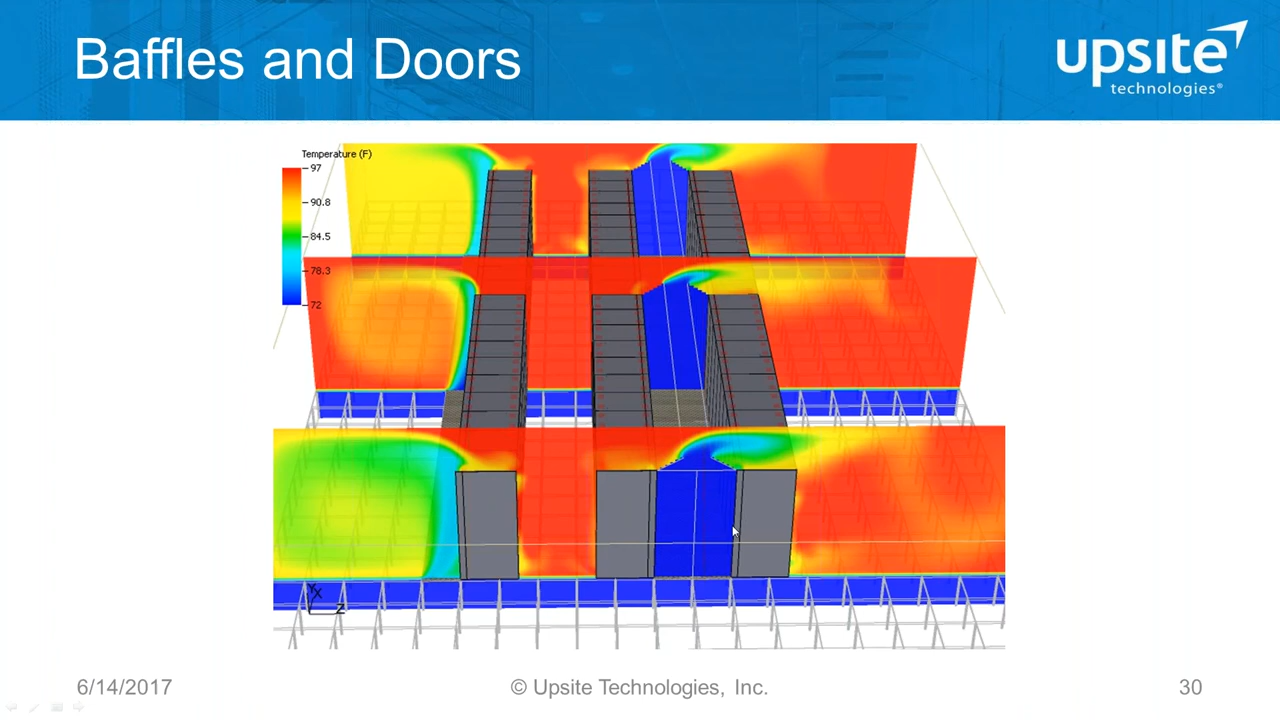 Baffles and Doors
upsite
technologies®
Temperature (F)
97
90.8
84.5
78.3
72
Y
X
Z
6/14/2017
© Upsite Technologies, Inc.
30